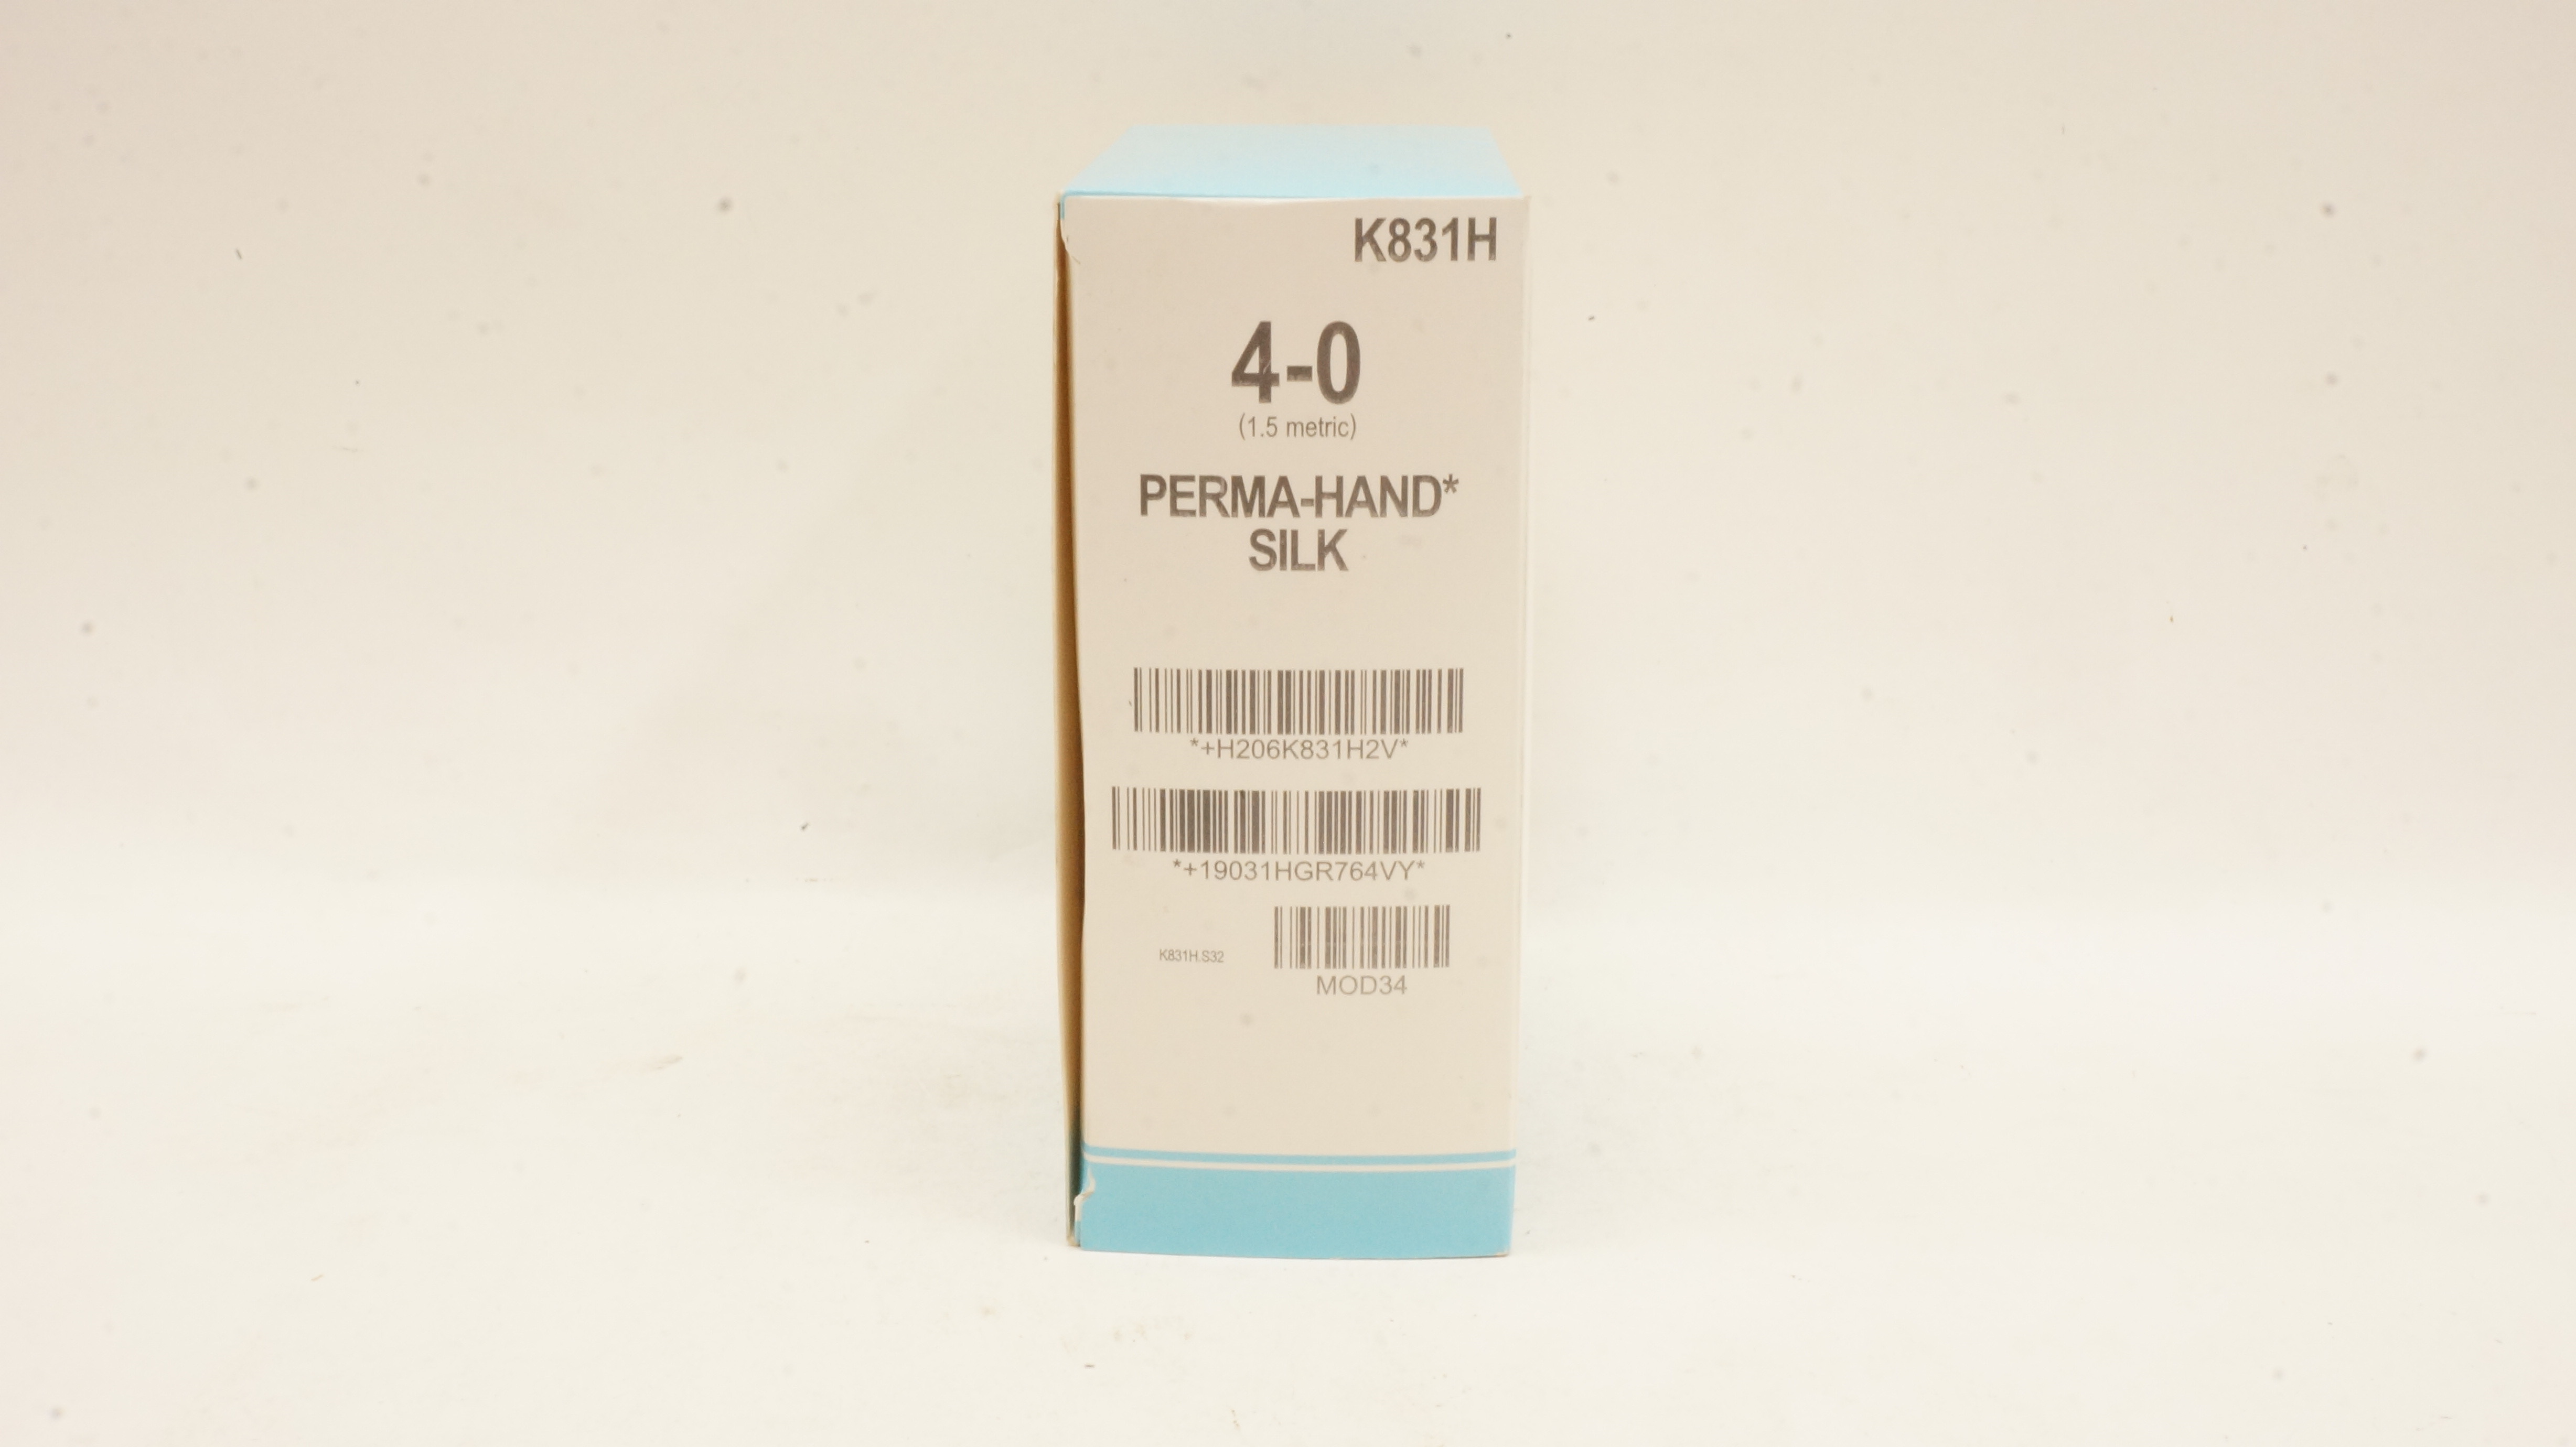 K831H
4-0
(1.5 metric)
PERMA-HAND*
SILK
*+H206K831H2V*
*+19031HGR764VY*
K831H.S32
MOD34